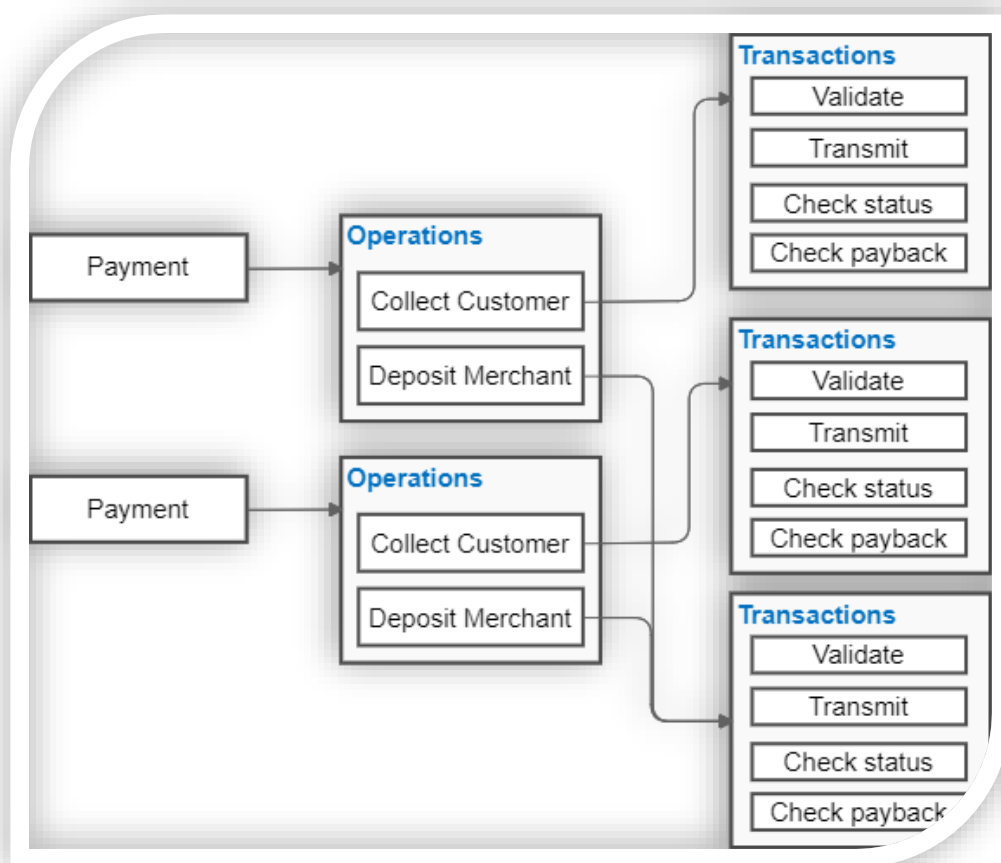 Payment
Payment
Operations
Collect Customer
Deposit Merchant
Operations
Collect Customer
Deposit Merchant
Transactions
Validate
Transmit
Check status
Check payback
Transactions
Validate
Transmit
Check status
Check payback
Transactions
Validate
Transmit
Check status
Check payback